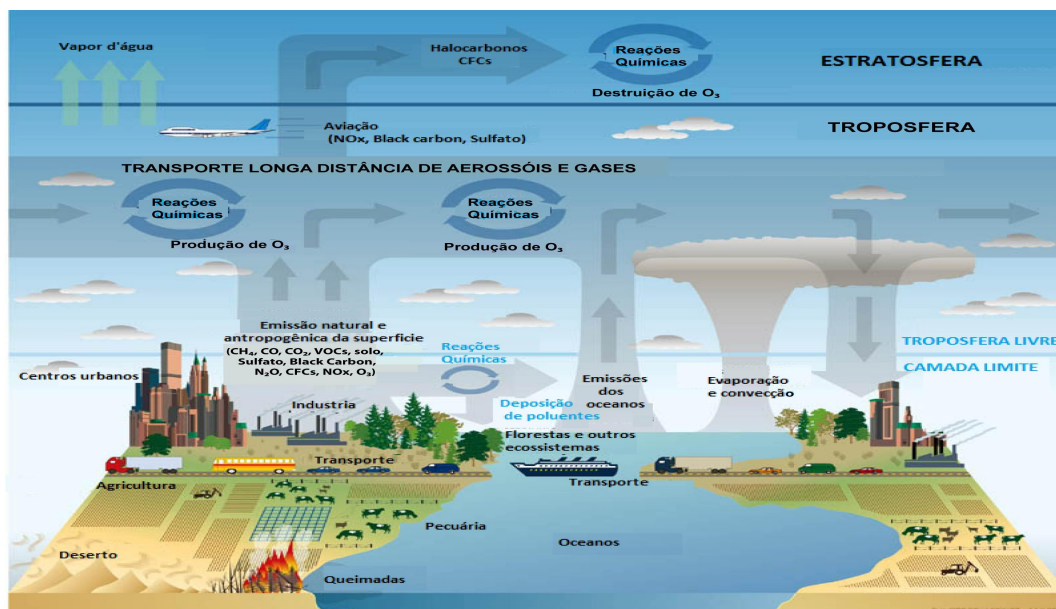 Vapor d'água
Halocarbonos
CFCs
Reações
Químicas
Destruição de O₃
ESTRATOSFERA
Aviação
(NOx, Black carbon, Sulfato)
TROPOSFERA
TRANSPORTE LONGA DISTÂNCIA DE AEROSSÓIS E GASES
Reações
Químicas
Produção de O₃
Reações
Químicas
Produção de O₃
Emissão natural e
antropogênica da superficie
(CH₄, CO, CO₂, VOCs, solo,
Sulfato, Black Carbon,
N₂O, CFCs, NOx, O₃)
Reações
Químicas
TROPOSFERA LIVRE
CAMADA LIMITE
Centros urbanos
Industria
Deposição
de poluentes
Emissões
dos
oceanos
Evaporação
e convecção
Florestas e outros
ecossistemas
Transporte
Transporte
Agricultura
Pecuária
Oceanos
Deserto
Queimadas